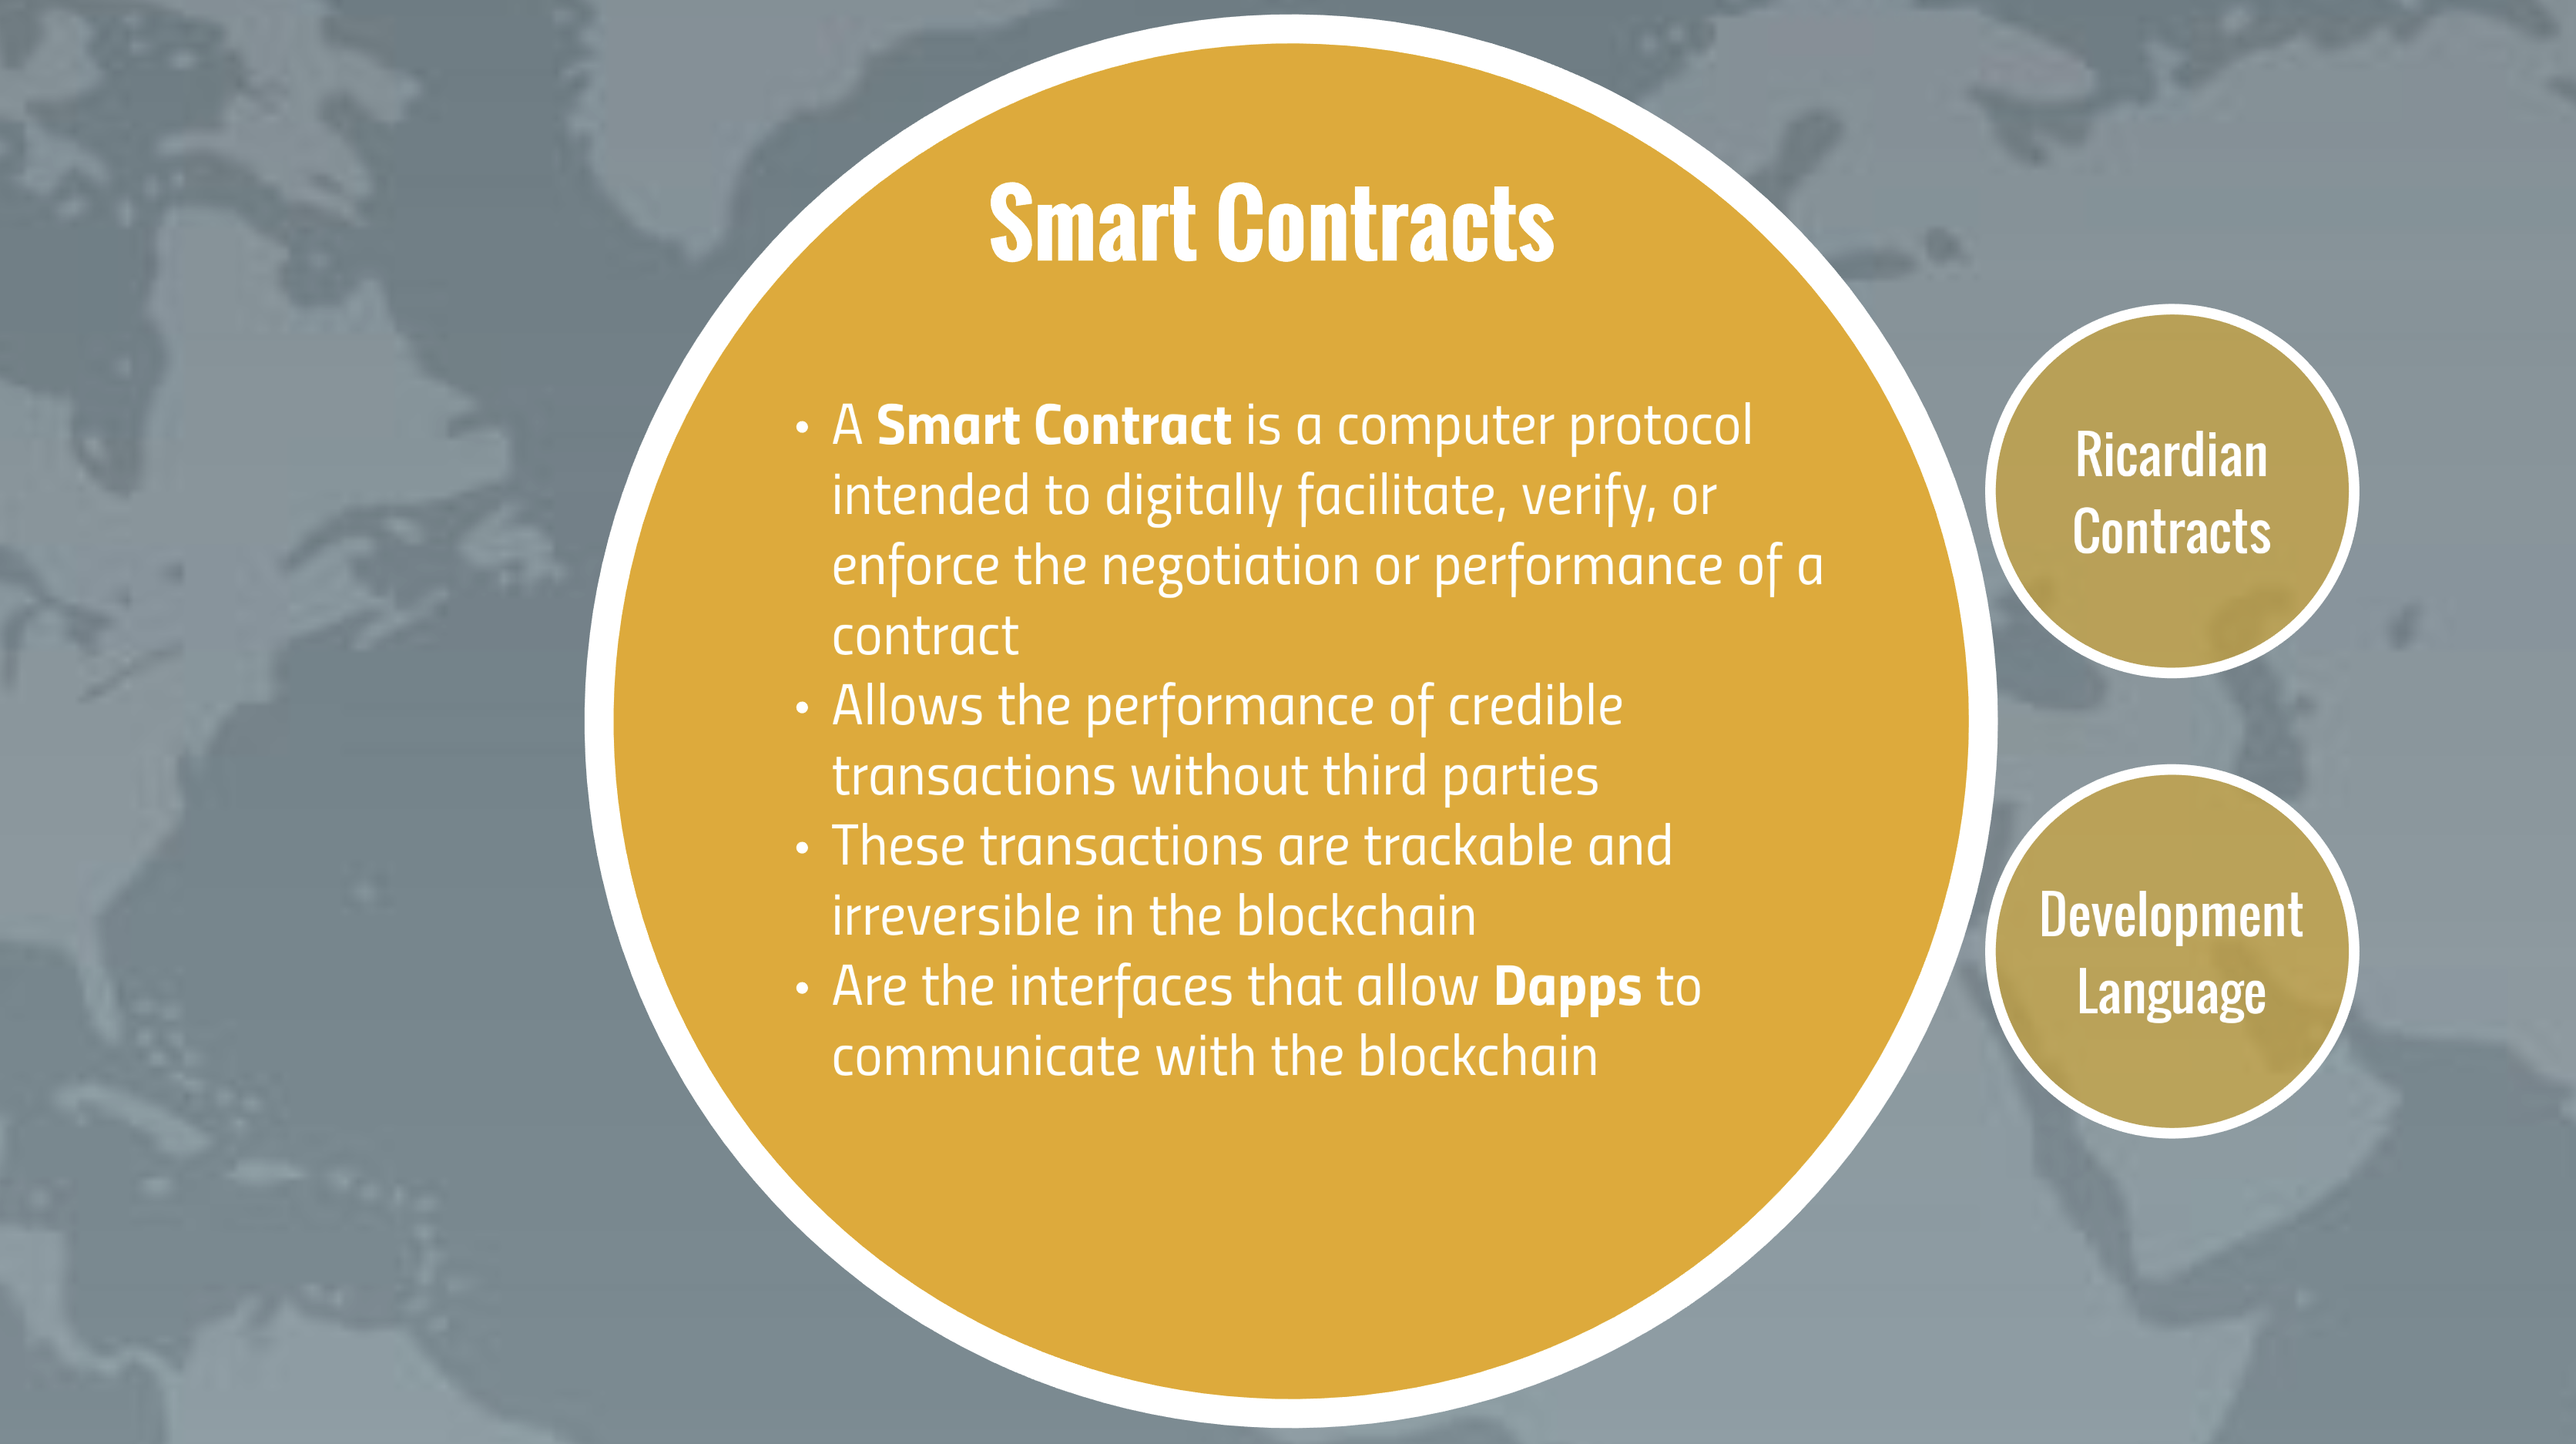 Smart Contracts
• A Smart Contract is a computer protocol
intended to digitally facilitate, verify, or
enforce the negotiation or performance of a
contract
• Allows the performance of credible
transactions without third parties
• These transactions are trackable and
irreversible in the blockchain
• Are the interfaces that allow Dapps to
communicate with the blockchain
Ricardian
Contracts
Development
Language